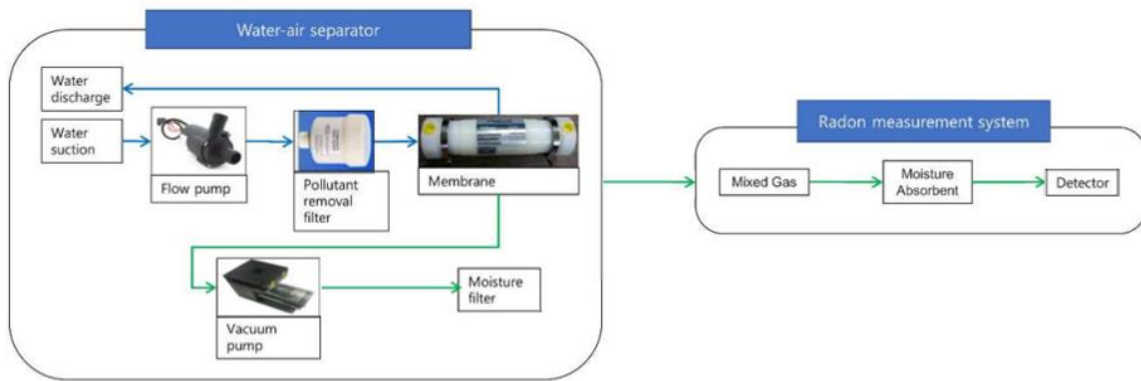 Water-air separator
Water
discharge
Water
suction
Flow pump
Pollutant
removal
filter
Membrane
Vacuum
pump
Moisture
filter
Radon measurement system
Mixed Gas
Moisture
Absorbent
Detector